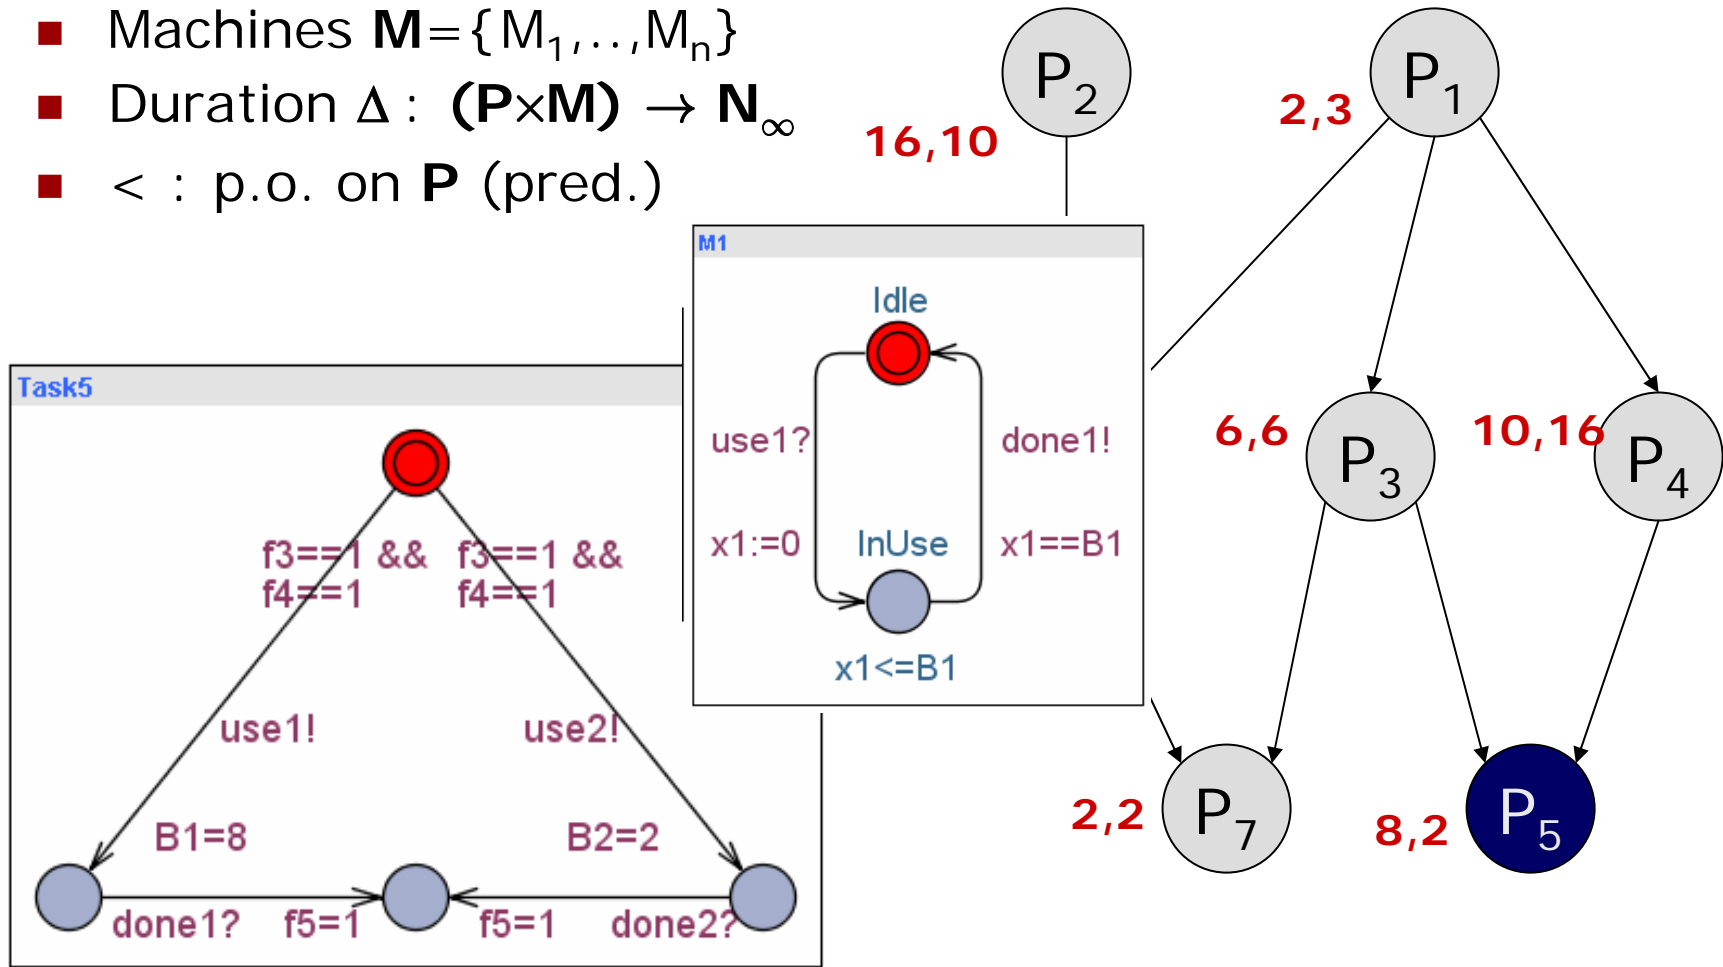 Machines M={M1,..,Mn}
Duration Δ : (P×M) → N∞
< : p.o. on P (pred.)
P2
16,10
P1
2,3
M1
Idle
use1?
done1!
x1:=0
InUse
x1==B1
x1<=B1
Task5
f3==1 && f3==1 &&
f4==1 f4==1
use1!
use2!
B1=8
B2=2
done1?
f5=1
f5=1
done2?
6,6
P3
10,16
P4
2,2
P7
8,2
P5